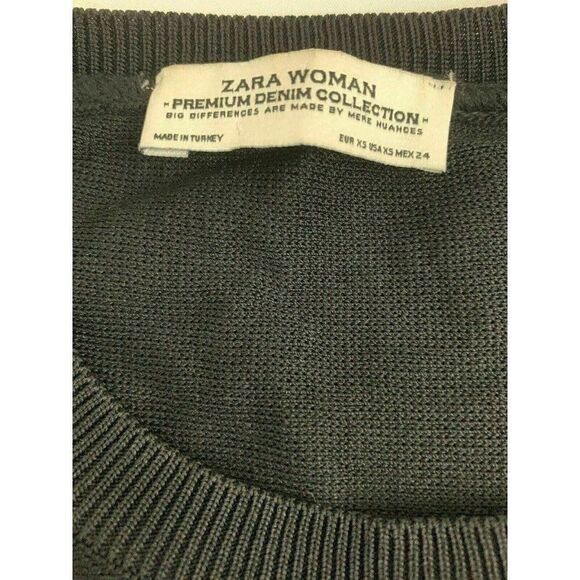 ZARA WOMAN
"PREMIUM DENIM COLLECTION"
BIG DIFFERENCES ARE MADE BY MERE NUANCES
MADE IN TURKEY
EUR XS USA XS MEX 24